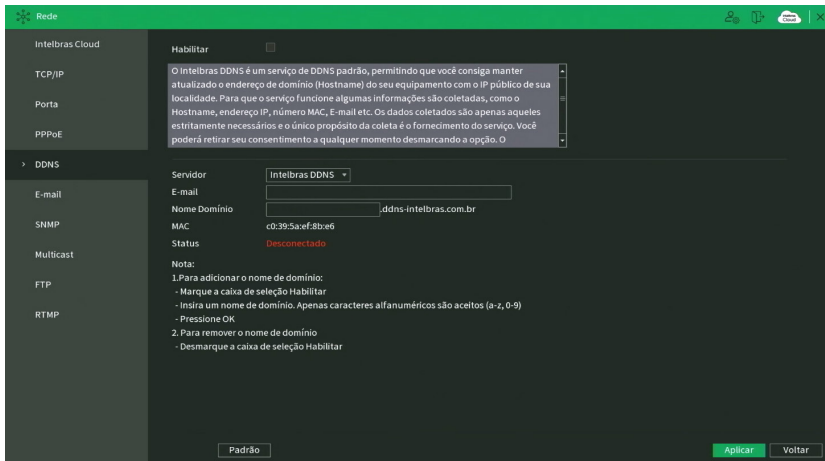 Rede
intelbras Cloud
Intelbras Cloud
TCP/IP
Porta
PPPoE
> DDNS
E-mail
SNMP
Multicast
FTP
RTMP
Habilitar
O Intelbras DDNS é um serviço de DDNS padrão, permitindo que você consiga manter
atualizado o endereço de domínio (Hostname) do seu equipamento com o IP público de sua
localidade. Para que o serviço funcione algumas informações são coletadas, como o
Hostname, endereço IP, número MAC, E-mail etc. Os dados coletados são apenas aqueles
estritamente necessários e o único propósito da coleta é o fornecimento do serviço. Você
poderá retirar seu consentimento a qualquer momento desmarcando a opção. O
Servidor Intelbras DDNS
E-mail
Nome Domínio .ddns-intelbras.com.br
MAC c0:39:5a:ef:8b:e6
Status Desconectado
Nota:
1.Para adicionar o nome de domínio:
- Marque a caixa de seleção Habilitar
- Insira um nome de domínio. Apenas caracteres alfanuméricos são aceitos (a-z, 0-9)
- Pressione OK
2. Para remover o nome de domínio
- Desmarque a caixa de seleção Habilitar
Padrão Aplicar Voltar